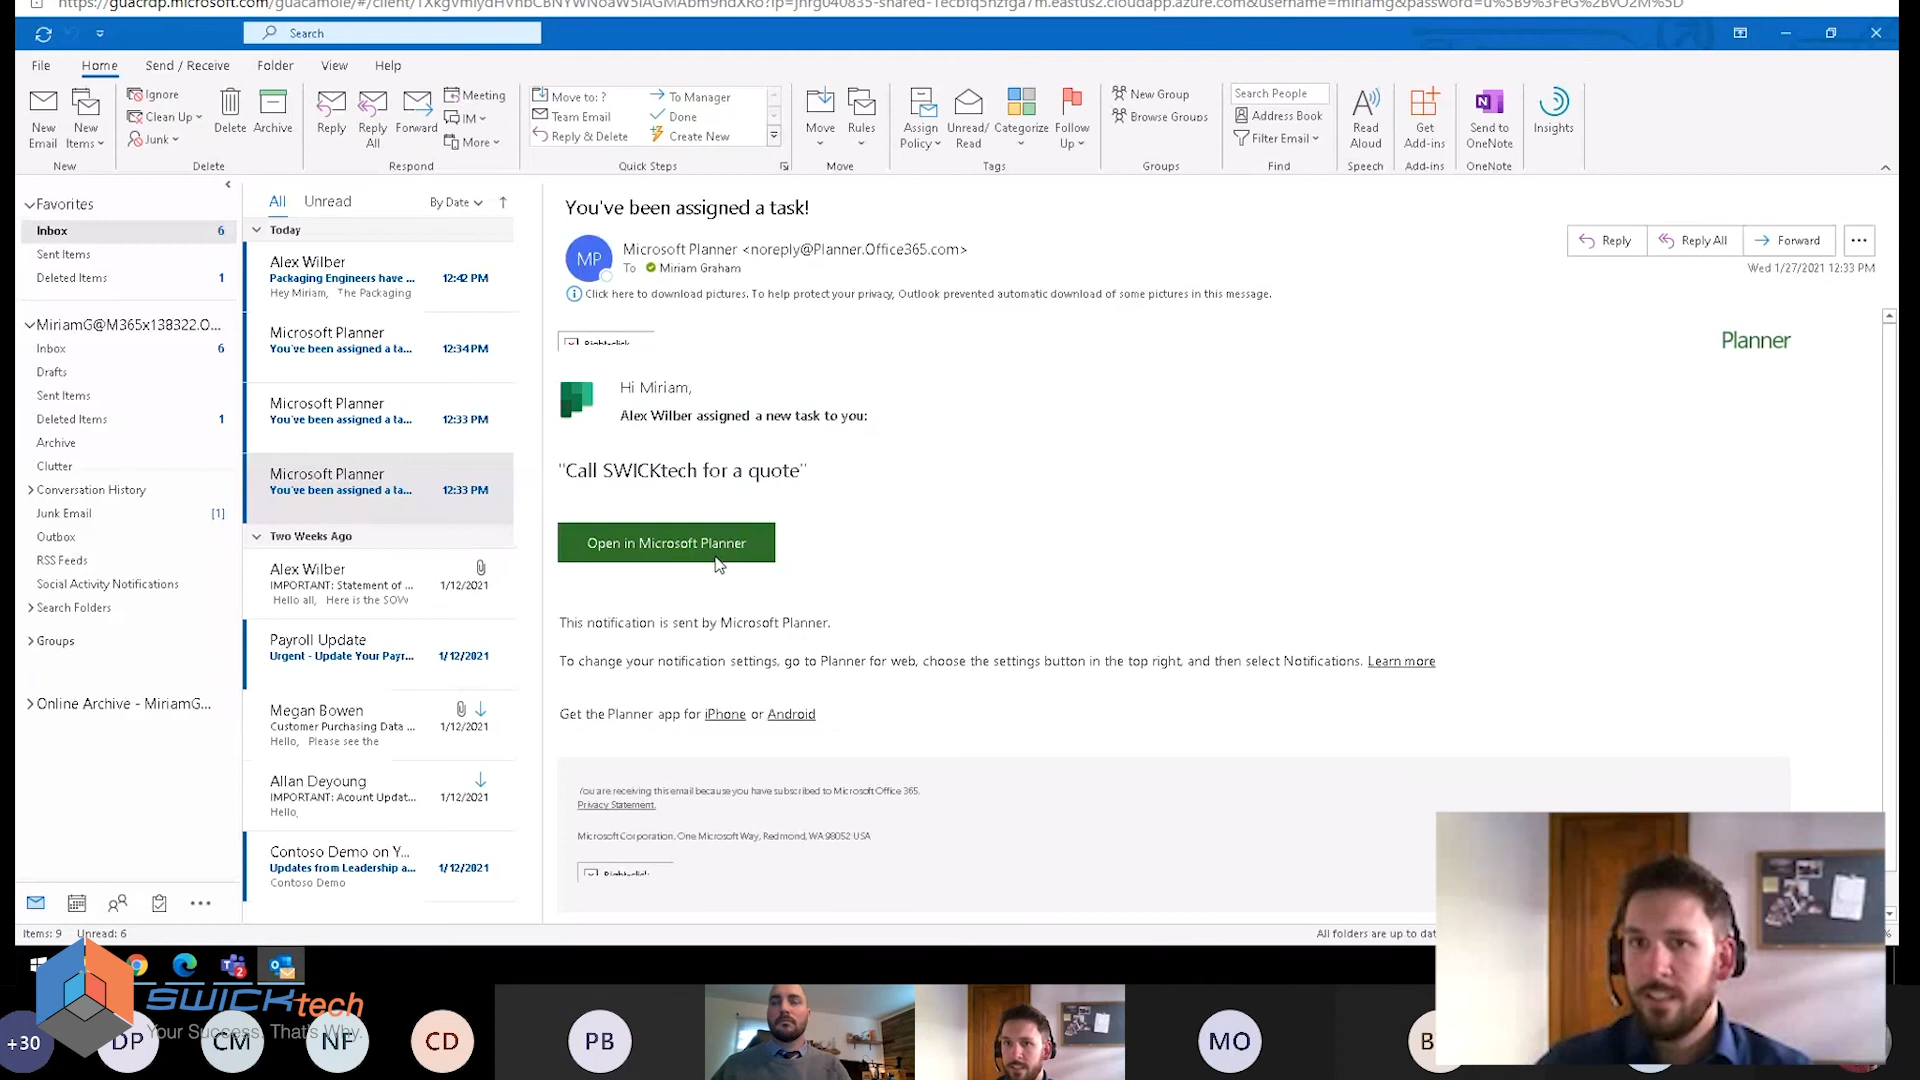 Search
File Home Send / Receive Folder View Help
New Email
New Items
New
Ignore
Clean Up
Junk
Delete
Archive
Delete
Reply
Reply All
Forward
Meeting
IM
More
Respond
Move to: ?
Team Email
Reply & Delete
To Manager
Done
Create New
Quick Steps
Move
Rules
Move
Assign Policy
Unread/ Read
Categorize
Follow Up
Tags
New Group
Browse Groups
Groups
Search People
Address Book
Filter Email
Find
Read Aloud
Speech
Get Add-ins
Add-ins
Send to OneNote
OneNote
Insights
Favorites
Inbox 6
Sent Items
Deleted Items 1
MiriamG@M365x138322.O...
Inbox 6
Drafts
Sent Items
Deleted Items 1
Archive
Clutter
Conversation History
Junk Email [1]
Outbox
RSS Feeds
Social Activity Notifications
Search Folders
Groups
Online Archive - MiriamG...
All Unread By Date
Today
Alex Wilber
Packaging Engineers have ... 12:42 PM
Hey Miriam, The Packaging
Microsoft Planner
You've been assigned a ta... 12:34 PM
Microsoft Planner
You've been assigned a ta... 12:33 PM
Microsoft Planner
You've been assigned a ta... 12:33 PM
Two Weeks Ago
Alex Wilber
IMPORTANT: Statement of ... 1/12/2021
Hello all, Here is the SOW
Payroll Update
Urgent - Update Your Payr... 1/12/2021
Megan Bowen
Customer Purchasing Data ... 1/12/2021
Hello, Please see the
Allan Deyoung
IMPORTANT: Acount Updat... 1/12/2021
Hello,
Contoso Demo on Y...
Updates from Leadership a... 1/12/2021
Contoso Demo
You've been assigned a task!
MP
Microsoft Planner <noreply@Planner.Office365.com>
To Miriam Graham
Reply Reply All Forward
Wed 1/27/2021 12:33 PM
Click here to download pictures. To help protect your privacy, Outlook prevented automatic download of some pictures in this message.
Planner
Hi Miriam,
Alex Wilber assigned a new task to you:
"Call SWICKtech for a quote"
Open in Microsoft Planner
This notification is sent by Microsoft Planner.
To change your notification settings, go to Planner for web, choose the settings button in the top right, and then select Notifications. Learn more
Get the Planner app for iPhone or Android
You are receiving this email because you have subscribed to Microsoft Office 365.
Privacy Statement.
Microsoft Corporation, One Microsoft Way, Redmond, WA 98052 USA
Items: 9 Unread: 6
All folders are up to dat
SWICKtech
Your Success. That's Why.
+30 DP CM NF CD PB MO B